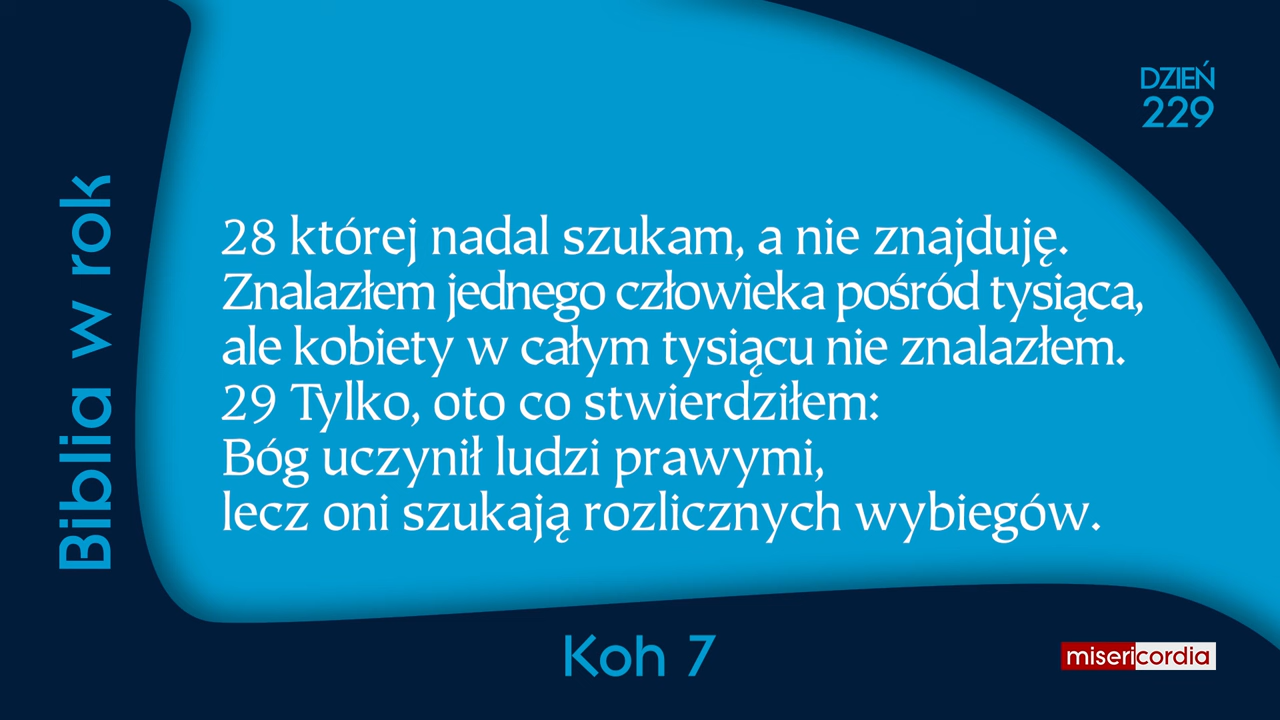 DZIEŃ
229
Biblia w rok
28 której nadal szukam, a nie znajduję.
Znalazłem jednego człowieka pośród tysiąca,
ale kobiety w całym tysiącu nie znalazłem.
29 Tylko, oto co stwierdziłem:
Bóg uczynił ludzi prawymi,
lecz oni szukają rozlicznych wybiegów.
Koh 7
misericordia